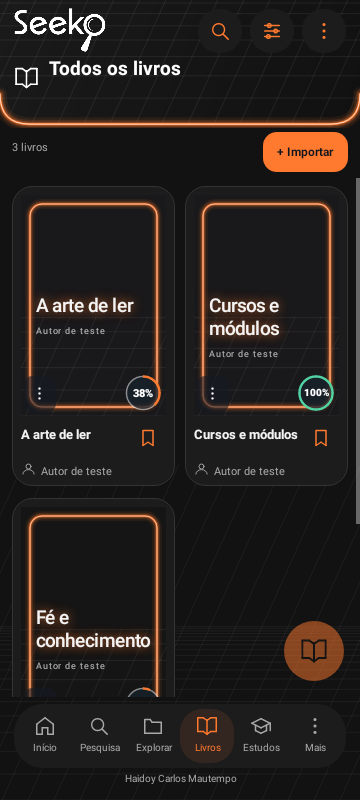 Seeko
Todos os livros
3 livros
+ Importar
A arte de ler
Autor de teste
38%
A arte de ler
Autor de teste
Cursos e
módulos
Autor de teste
100%
Cursos e módulos
Autor de teste
Fé e
conhecimento
Autor de teste
Início
Pesquisa
Explorar
Livros
Estudos
Mais
Haidoy Carlos Mautempo